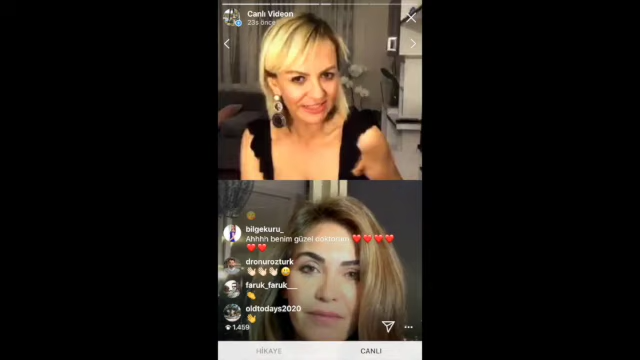 Canlı Videon
23s önce
bilgekuru_
Ahhhh benim güzel doktorum
dronurozturk
faruk_faruk___
oldtodays2020
1.459
HİKAYE
CANLI